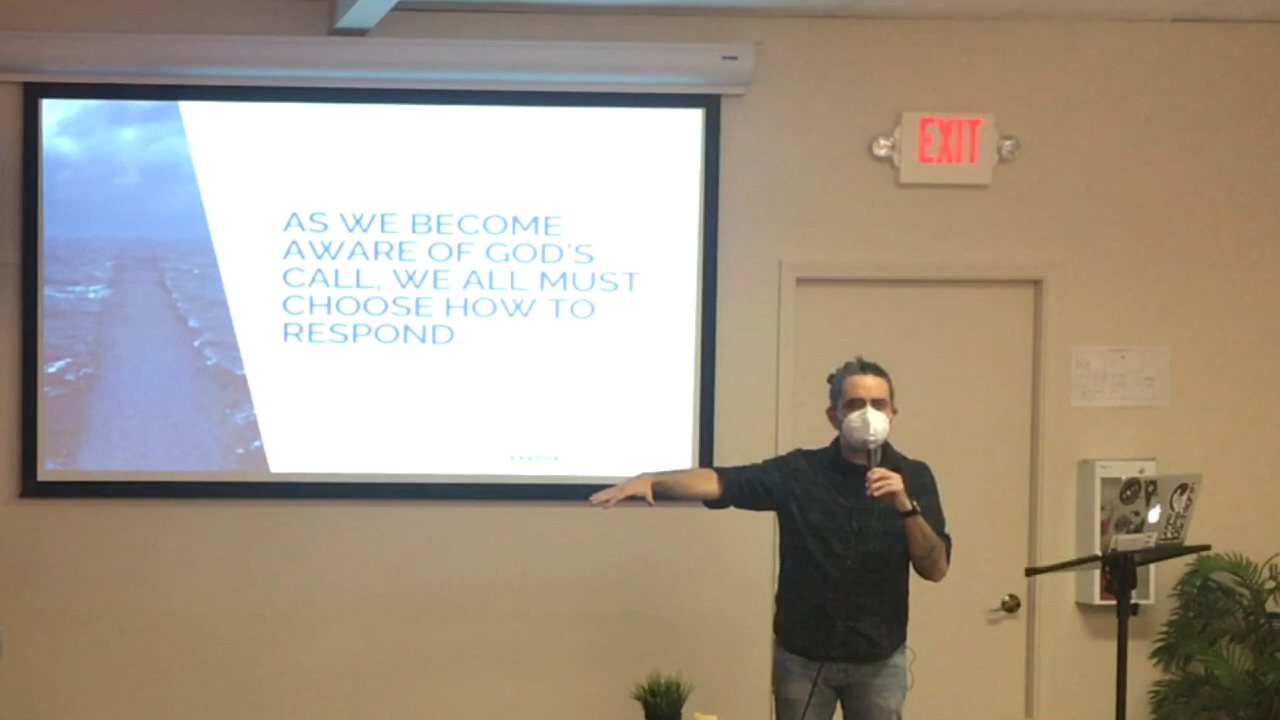 AS WE BECOME
AWARE OF GOD'S
CALL, WE ALL MUST
CHOOSE HOW TO
RESPOND.
EXIT